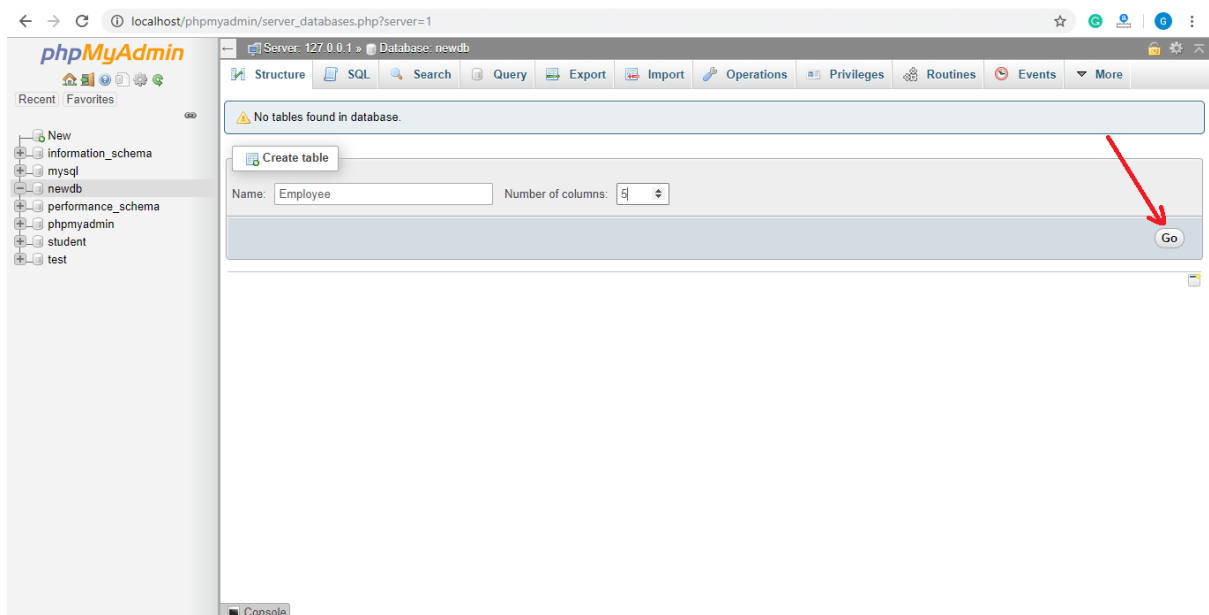 localhost/phpmyadmin/server_databases.php?server=1
G
G
phpMyAdmin
Recent Favorites
New
information_schema
mysql
newdb
performance_schema
phpmyadmin
student
test
Server: 127.0.0.1 » Database: newdb
Structure SQL Search Query Export Import Operations Privileges Routines Events More
No tables found in database.
Create table
Name: Employee Number of columns: 5
Go
Console